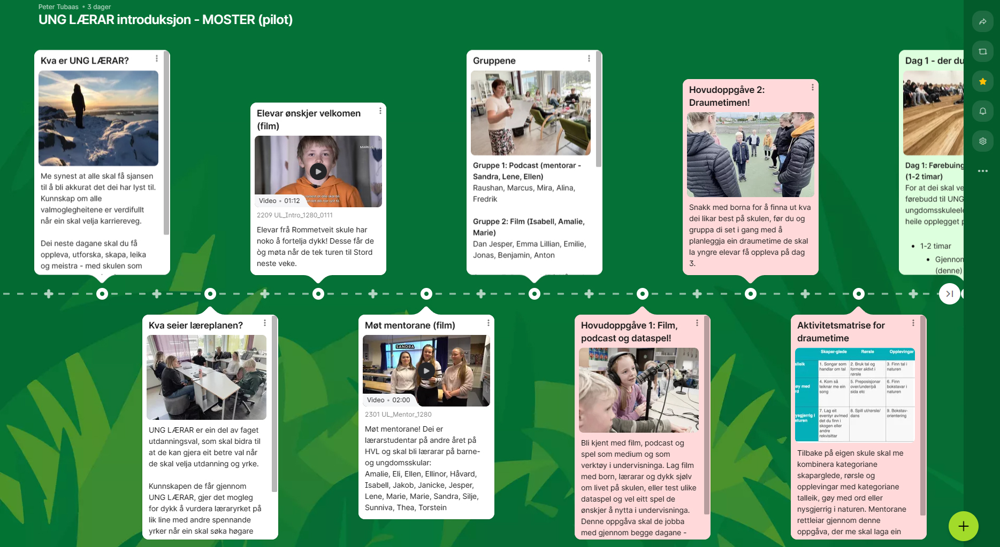 Peter Tubaas • 3 dager
UNG LÆRAR introduksjon - MOSTER (pilot)
Kva er UNG LÆRAR?
Me synest at alle skal få sjansen
til å bli akkurat det dei har lyst til.
Kunnskap om alle
valmoglegheitene er verdifullt
når ein skal velja karriereveg.
Dei neste dagane skal du få
oppleva, utforska, skapa, leika
og meistra - med skulen som
Kva seier læreplanen?
UNG LÆRAR er ein del av faget
utdanningsval, som skal bidra til
at de kan gjera eit betre val når
de skal velja utdanning og yrke.
Kunnskapen de får gjennom
UNG LÆRAR, gjer det mogleg
for dykk å vurdera læraryrket på
lik line med andre spennande
yrker når ein skal søka høgare
Elevar ønskjer velkomen
(film)
MARKUS
synest at alle skal bli
at det dei har lyst til.
Video • 01:12
2209 UL_Intro_1280_0111
Elevar frå Rommetveit skule har
noko å fortelja dykk! Desse får de
òg møta når de tek turen til Stord
neste veke.
Møt mentorane (film)
SANDRA
Video • 02:00
2301 UL_Mentor_1280
Møt mentorane! Dei er
lærarstudentar på andre året på
HVL og skal bli lærarar på barne-
og ungdomsskular:
Amalie, Eli, Ellen, Ellinor, Håvard,
Isabell, Jakob, Janicke, Jesper,
Lene, Marie, Marie, Sandra, Silje,
Sunniva, Thea, Torstein
Gruppene
Gruppe 1: Podcast (mentorar -
Sandra, Lene, Ellen)
Raushan, Marcus, Mira, Alina,
Fredrik
Gruppe 2: Film (Isabell, Amalie,
Marie)
Dan Jesper, Emma Lillian, Emilie,
Jonas, Benjamin, Anton
Hovudoppgåve 1: Film,
podcast og dataspel!
Bli kjent med film, podcast og
spel som medium og som
verktøy i undervisninga. Lag film
med born, lærarar og dykk sjølv
om livet på skulen, eller test ulike
dataspel og vel eitt spel de
ønskjer å nytta i undervisninga.
Denne oppgåva skal de jobba
med gjennom begge dagane -
Hovudoppgåve 2:
Draumetimen!
Snakk med borna for å finna ut kva
dei likar best på skulen, før du og
gruppa di set i gang med å
planleggja ein draumetime de skal
la yngre elevar få oppleva på dag
3.
Aktivitetsmatrise for
draumetime
Skapar-glede Rørsle Opplevingar
alleik 1. Songar som handlar om tal 2. Bruk tal og former aktivt i rørsle 3. Finn tal i naturen
øy med rd 4. Kom så teiknar me ein song 5. Preposisjonar over/under/på sida etc 6. Finn bokstavar i naturen
ysgjerrig i aturen 7. Lag eit eventyr av/med det du finn i skogen eller andre rekvisittar 8. Spill ut/rørsle/dans 9. Bokstav-orientering
Tilbake på eigen skule skal me
kombinera kategoriane
skaparglede, rørsle og
opplevingar med kategoriane
talleik, gøy med ord eller
nysgjerrig i naturen. Mentorane
rettleiar gjennom denne
oppgåva, der me skal laga ein
Dag 1 - der du
Dag 1: Førebuing
(1-2 timar)
For at dei skal ve
førebudd til UNG
ungdomsskuleel
heile opplegget p
• 1-2 timar
• Gjennom
(denne)